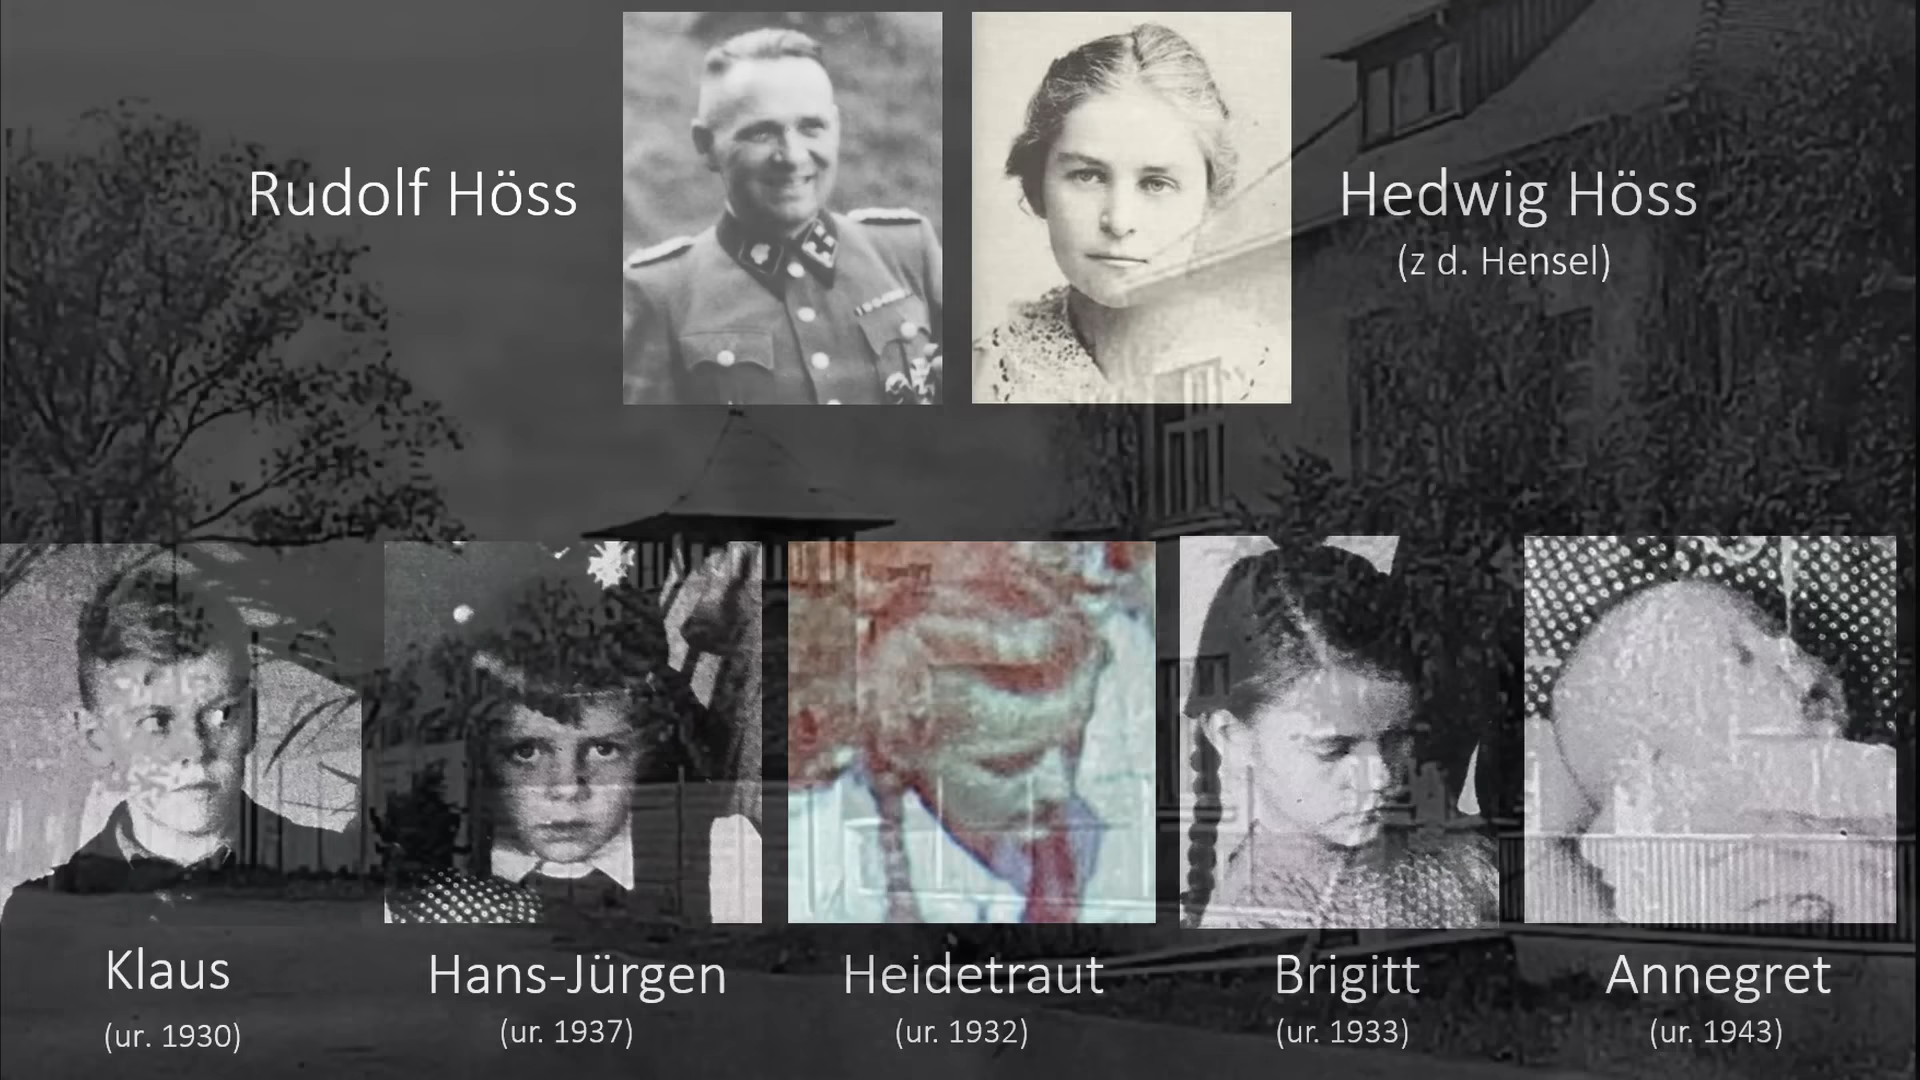 Rudolf Höss
Hedwig Höss
(z d. Hensel)
Klaus
(ur. 1930)
Hans-Jürgen
(ur. 1937)
Heidetraut
(ur. 1932)
Brigitt
(ur. 1933)
Annegret
(ur. 1943)